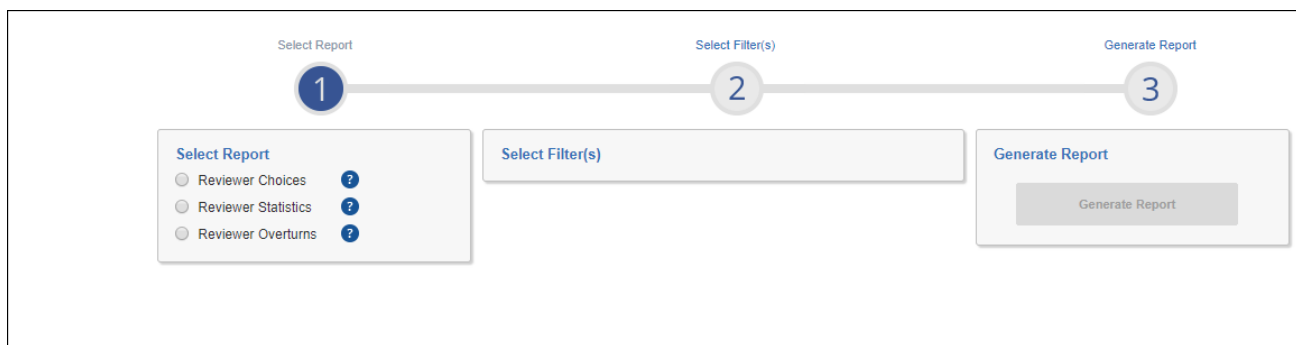 Select Report
Select Filter(s)
Generate Report
1
2
3
Select Report
Reviewer Choices ?
Reviewer Statistics ?
Reviewer Overturns ?
Select Filter(s)
Generate Report
Generate Report